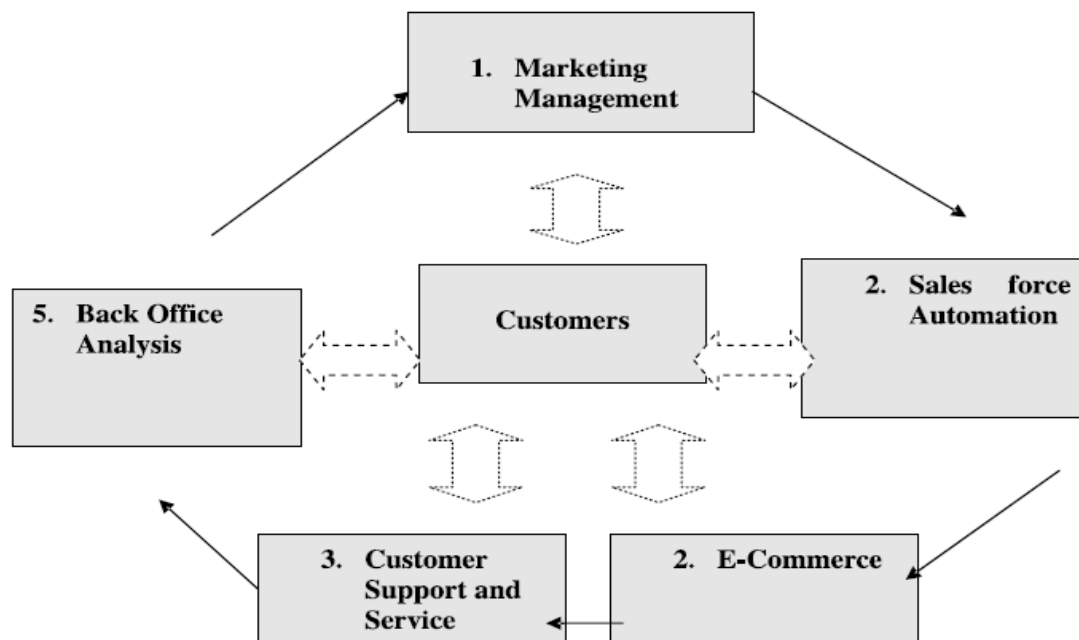 1. Marketing
Management
5. Back Office
Analysis
Customers
2. Sales force
Automation
3. Customer
Support and
Service
2. E-Commerce